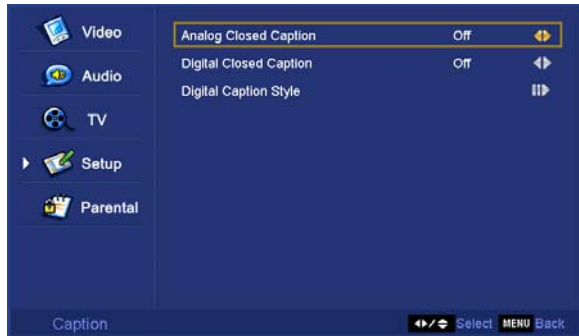 Video
Audio
TV
Setup
Parental
Analog Closed Caption Off
Digital Closed Caption Off
Digital Caption Style
Caption
Select MENU Back